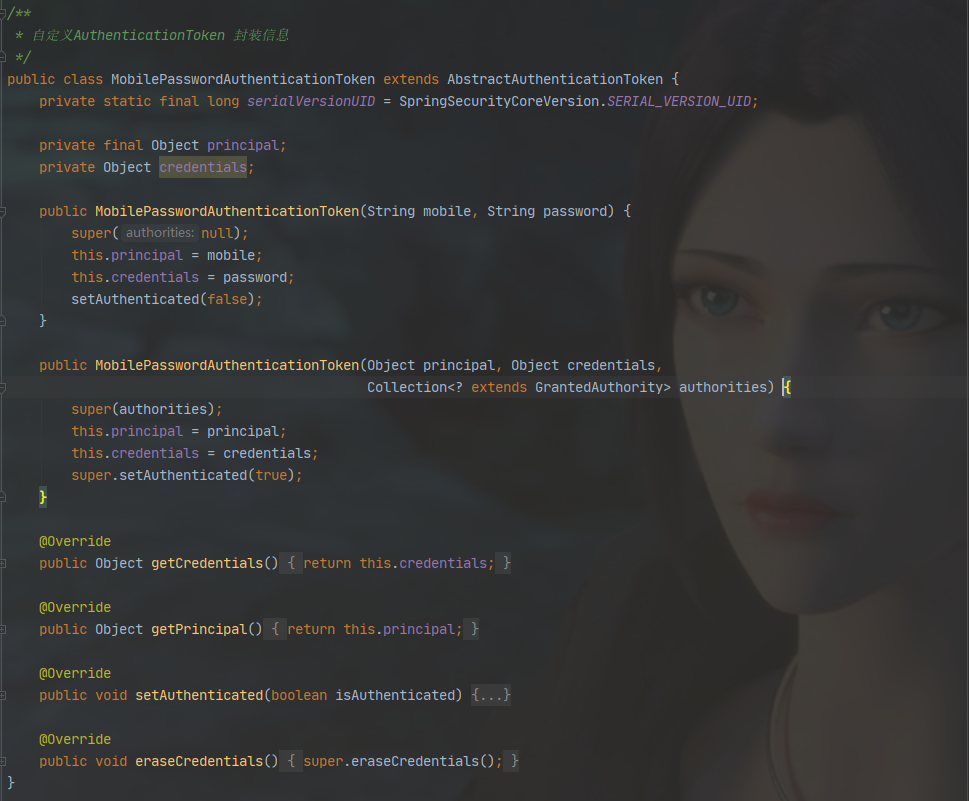 /**
 * 自定义AuthenticationToken 封装信息
 */
public class MobilePasswordAuthenticationToken extends AbstractAuthenticationToken {
    private static final long serialVersionUID = SpringSecurityCoreVersion.SERIAL_VERSION_UID;

    private final Object principal;
    private Object credentials;

    public MobilePasswordAuthenticationToken(String mobile, String password) {
        super( authorities: null);
        this.principal = mobile;
        this.credentials = password;
        setAuthenticated(false);
    }

    public MobilePasswordAuthenticationToken(Object principal, Object credentials,
                                             Collection<? extends GrantedAuthority> authorities) {
        super(authorities);
        this.principal = principal;
        this.credentials = credentials;
        super.setAuthenticated(true);
    }

    @Override
    public Object getCredentials() { return this.credentials; }

    @Override
    public Object getPrincipal() { return this.principal; }

    @Override
    public void setAuthenticated(boolean isAuthenticated) {...}

    @Override
    public void eraseCredentials() { super.eraseCredentials(); }
}